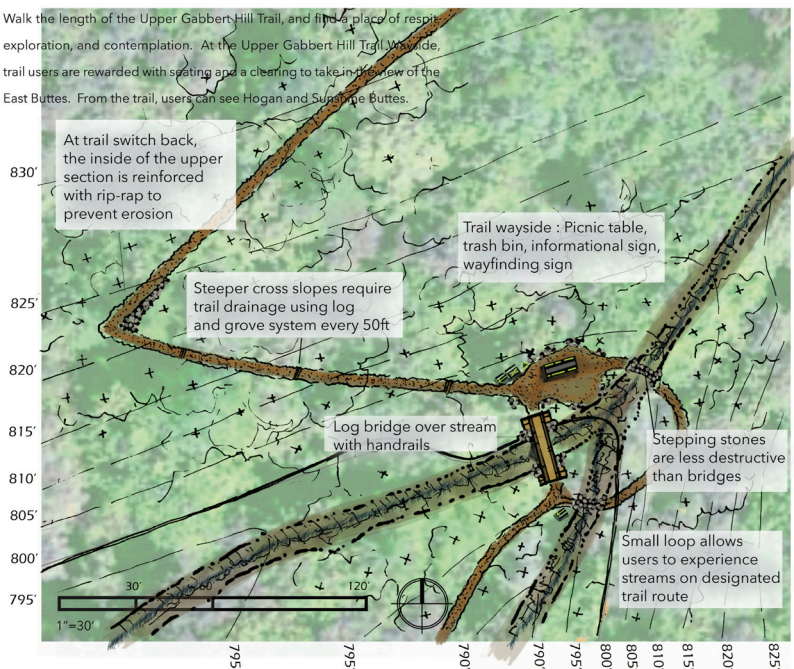 Walk the length of the Upper Gabbert Hill Trail, and find a place of respit,
exploration, and contemplation. At the Upper Gabbert Hill Trail Wayside,
trail users are rewarded with seating and a clearing to take in the view of the
East Buttes. From the trail, users can see Hogan and Sunshine Buttes.
At trail switch back,
the inside of the upper
section is reinforced
with rip-rap to
prevent erosion
830'
Trail wayside : Picnic table,
trash bin, informational sign,
wayfinding sign
Steeper cross slopes require
trail drainage using log
and grove system every 50ft
825'
820'
Log bridge over stream
with handrails
815'
Stepping stones
are less destructive
than bridges
810'
805'
Small loop allows
users to experience
streams on designated
trail route
800'
795'
30' 60' 120'
1"=30'
795 795' 790' 790' 795' 800' 805 810' 815' 820' 825'